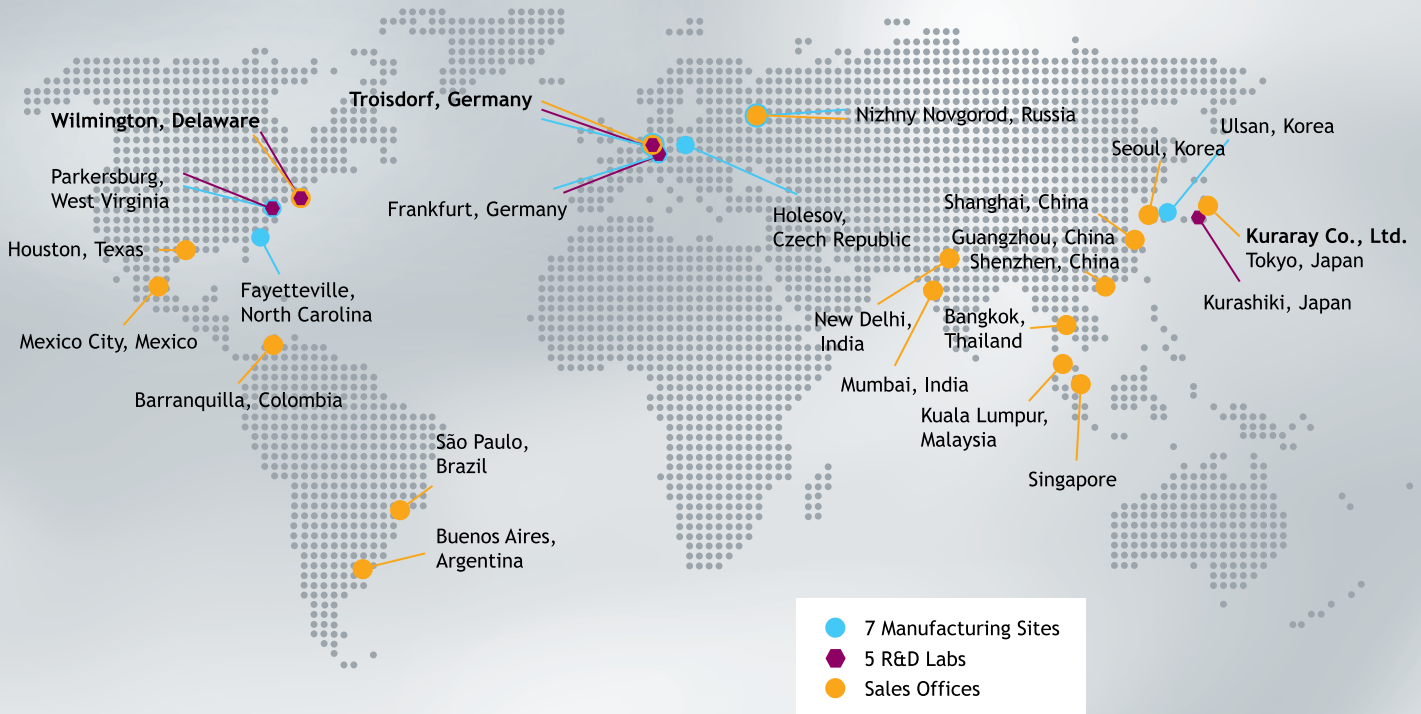 Troisdorf, Germany
Wilmington, Delaware
Nizhny Novgorod, Russia
Ulsan, Korea
Seoul, Korea
Parkersburg,
West Virginia
Frankfurt, Germany
Shanghai, China
Holesov,
Czech Republic
Guangzhou, China
Shenzhen, China
Kuraray Co., Ltd.
Tokyo, Japan
Houston, Texas
Fayetteville,
North Carolina
Kurashiki, Japan
New Delhi,
India
Bangkok,
Thailand
Mexico City, Mexico
Mumbai, India
Barranquilla, Colombia
Kuala Lumpur,
Malaysia
São Paulo,
Brazil
Singapore
Buenos Aires,
Argentina
7 Manufacturing Sites
5 R&D Labs
Sales Offices